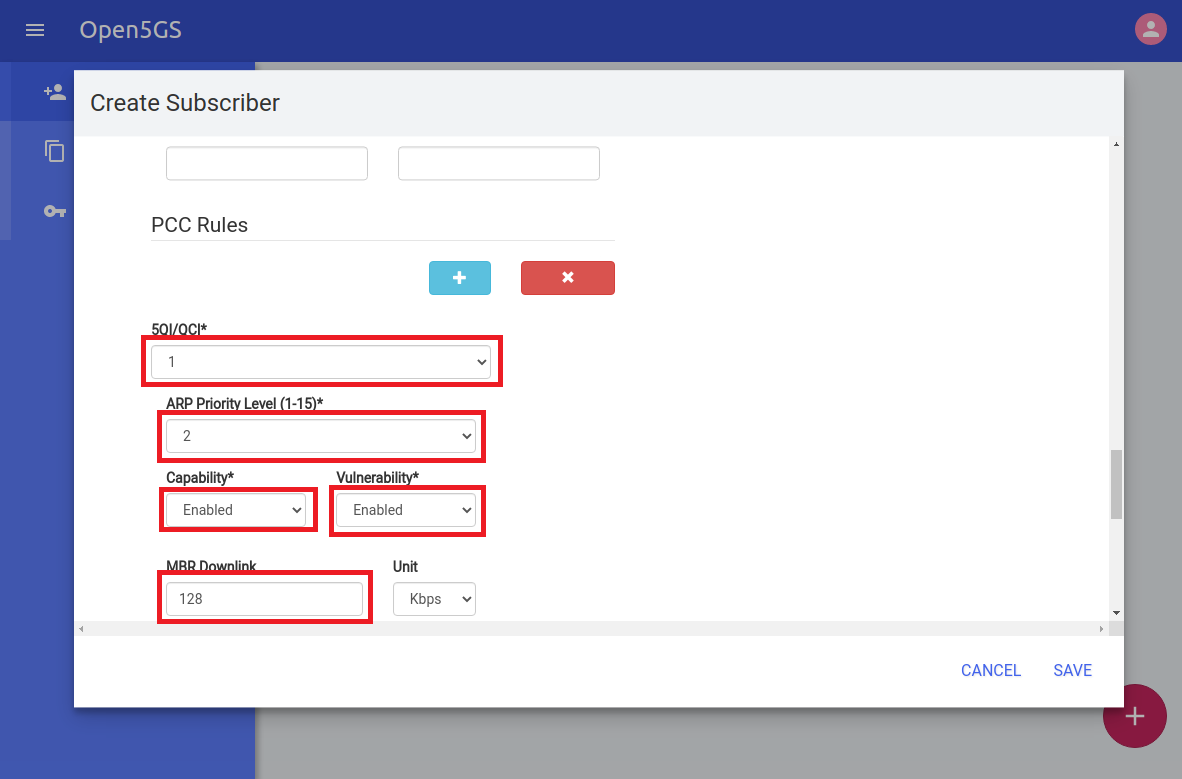 Open5GS
Create Subscriber
PCC Rules
5QI/QCI*
1
ARP Priority Level (1-15)*
2
Capability* Vulnerability*
Enabled Enabled
MBR Downlink Unit
128 Kbps
CANCEL SAVE